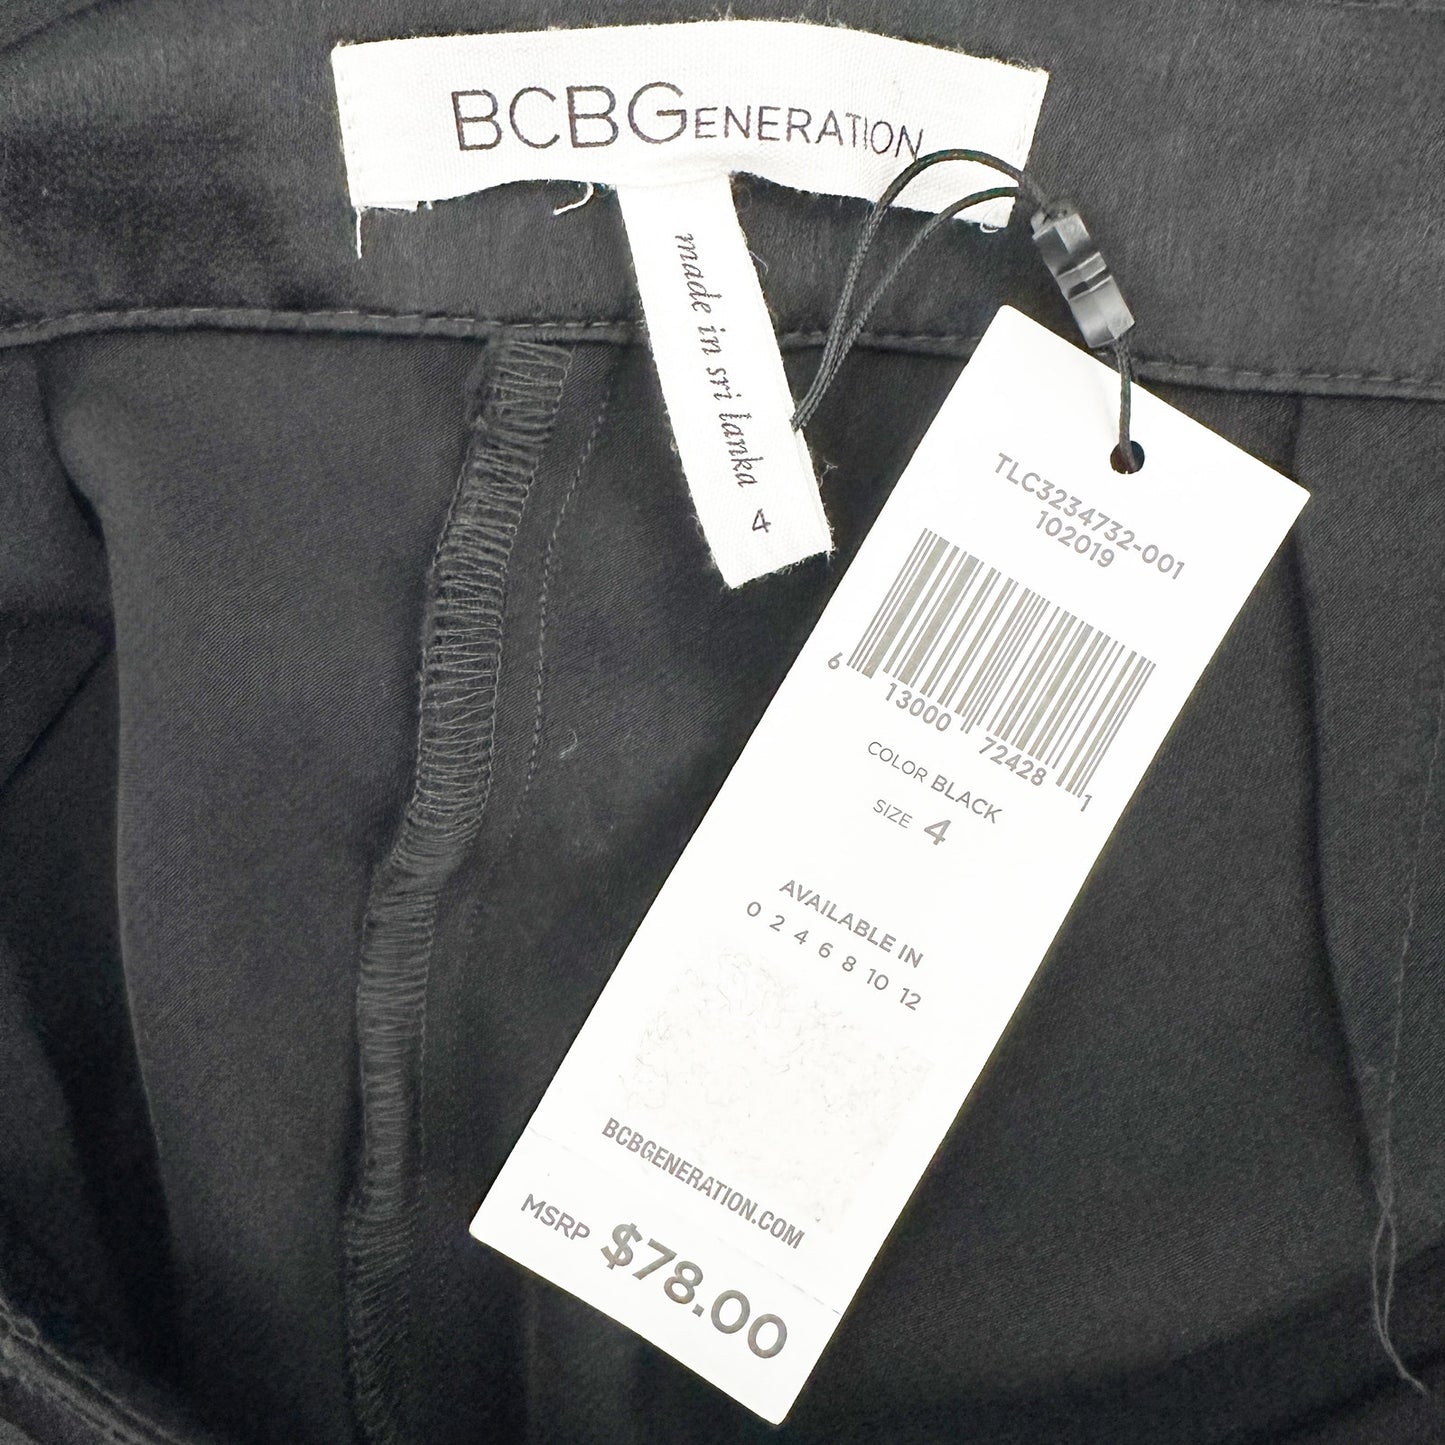 BCBGENERATION
made in sri lanka 4
TLC3234732-001
102019
6 13000 72428 1
COLOR BLACK
SIZE 4
AVAILABLE IN
0 2 4 6 8 10 12
BCBGENERATION.COM
MSRP $78.00